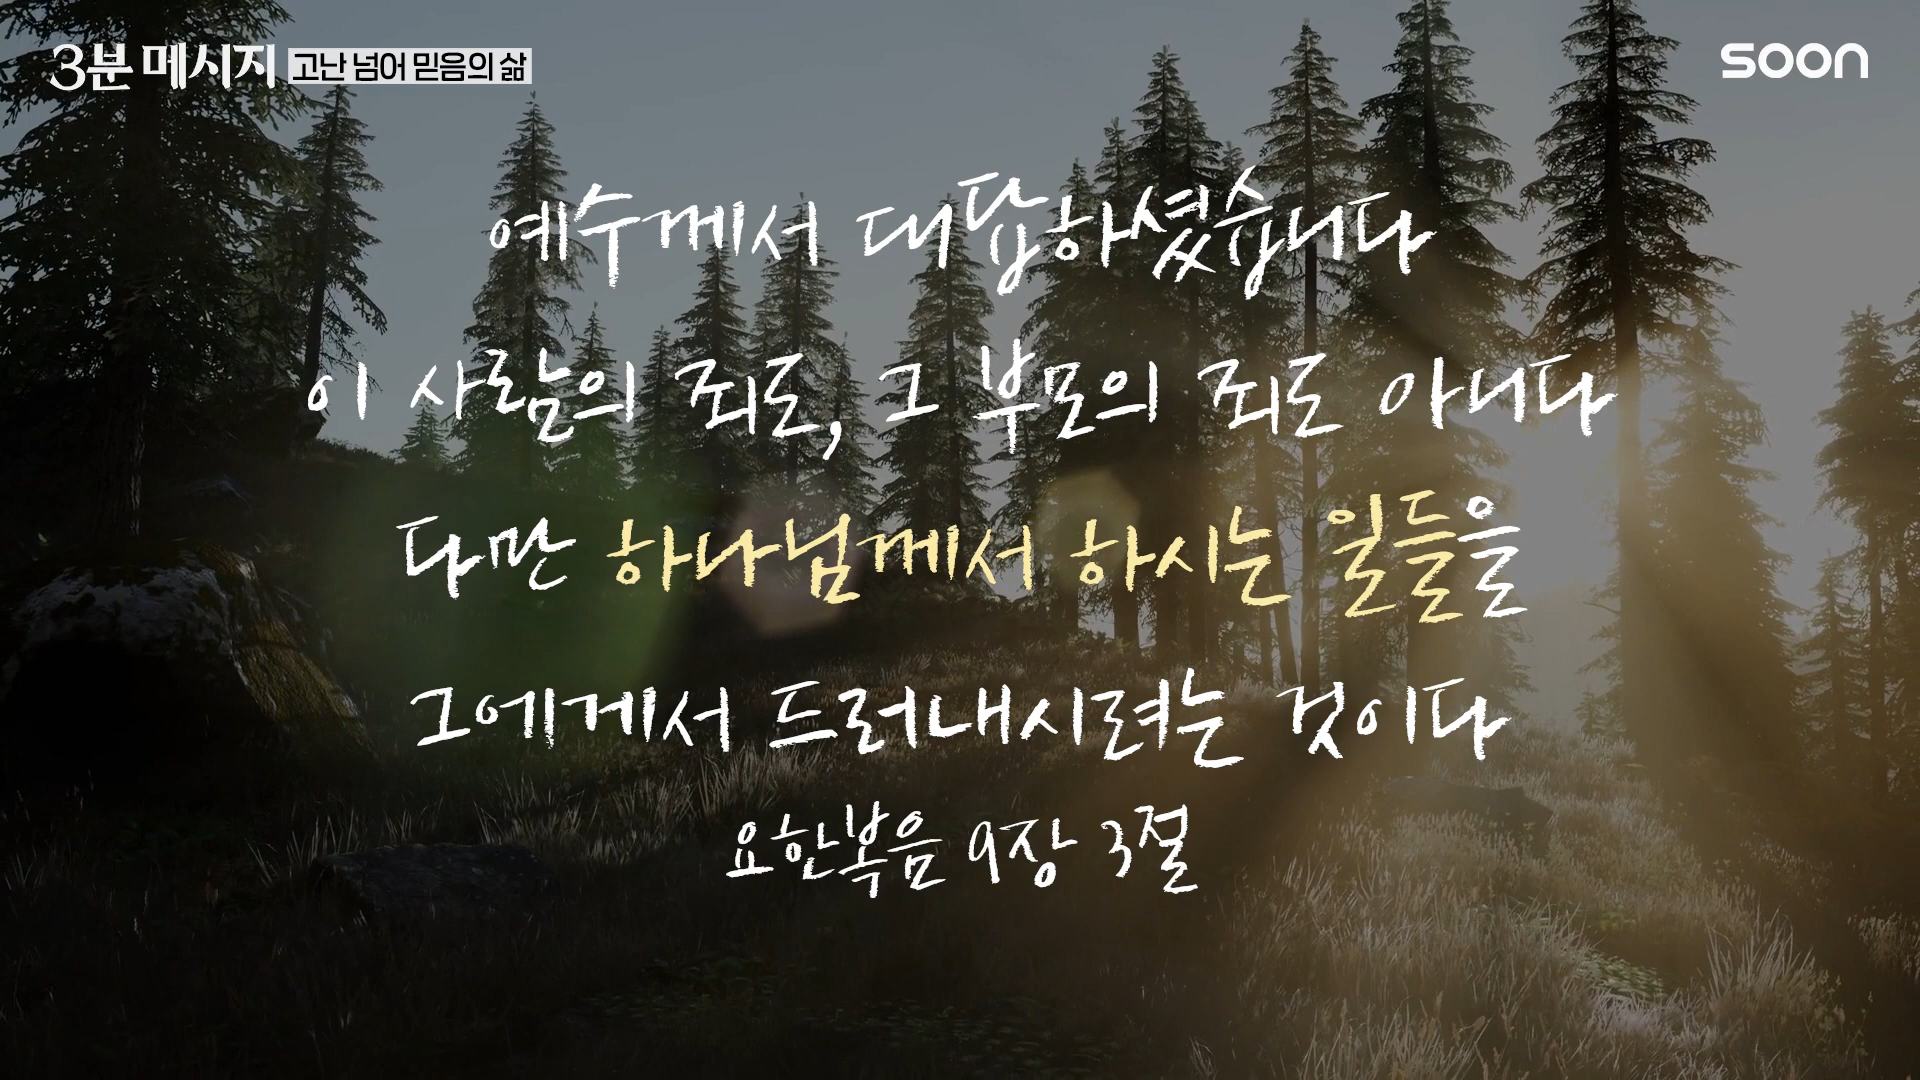 3분 메시지 고난 넘어 믿음의 삶
soon
예수께서 대답하셨습니다
이 사람의 죄도, 그 부모의 죄도 아니다
다만 하나님께서 하시는 일들을
그에게서 드러내시려는 것이다
요한복음 9장 3절